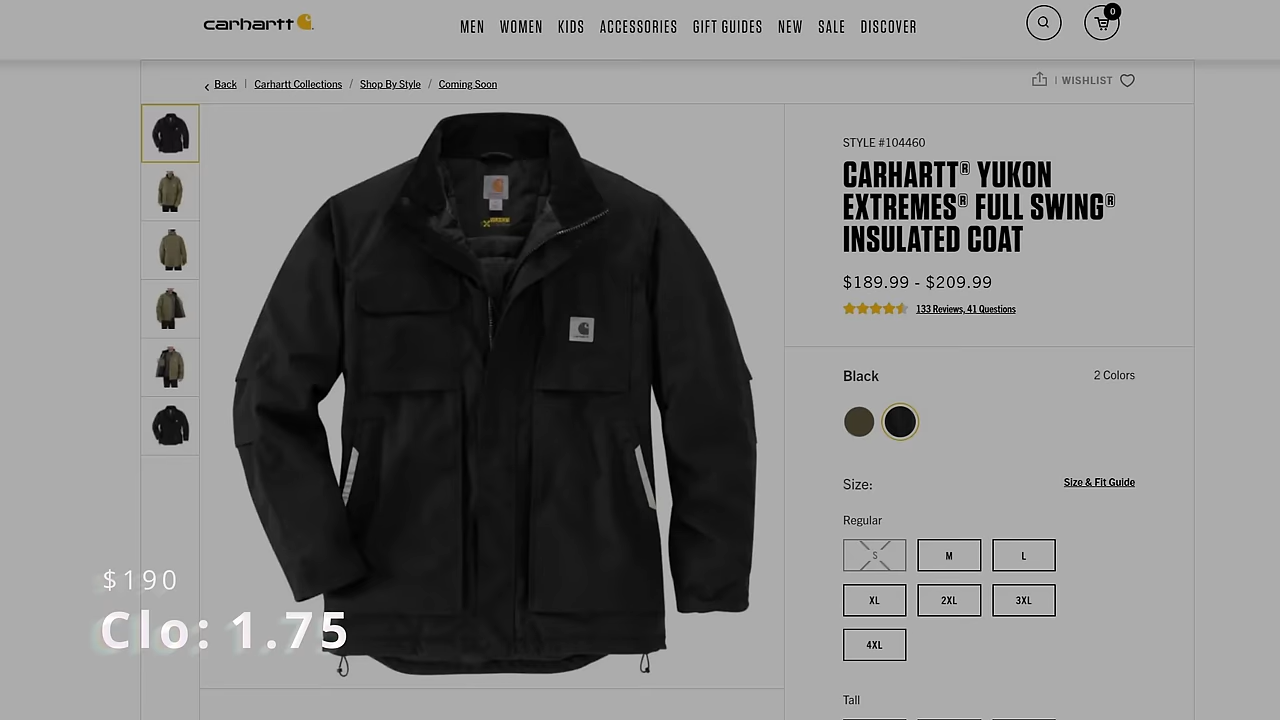 carhartt
MEN WOMEN KIDS ACCESSORIES GIFT GUIDES NEW SALE DISCOVER
0
Back | Carhartt Collections / Shop By Style / Coming Soon
| WISHLIST
STYLE #104460
CARHARTT® YUKON
EXTREMES® FULL SWING®
INSULATED COAT
$189.99 - $209.99
133 Reviews, 41 Questions
Black
2 Colors
Size:
Size & Fit Guide
Regular
S M L
XL 2XL 3XL
4XL
Tall
$190
Clo: 1.75